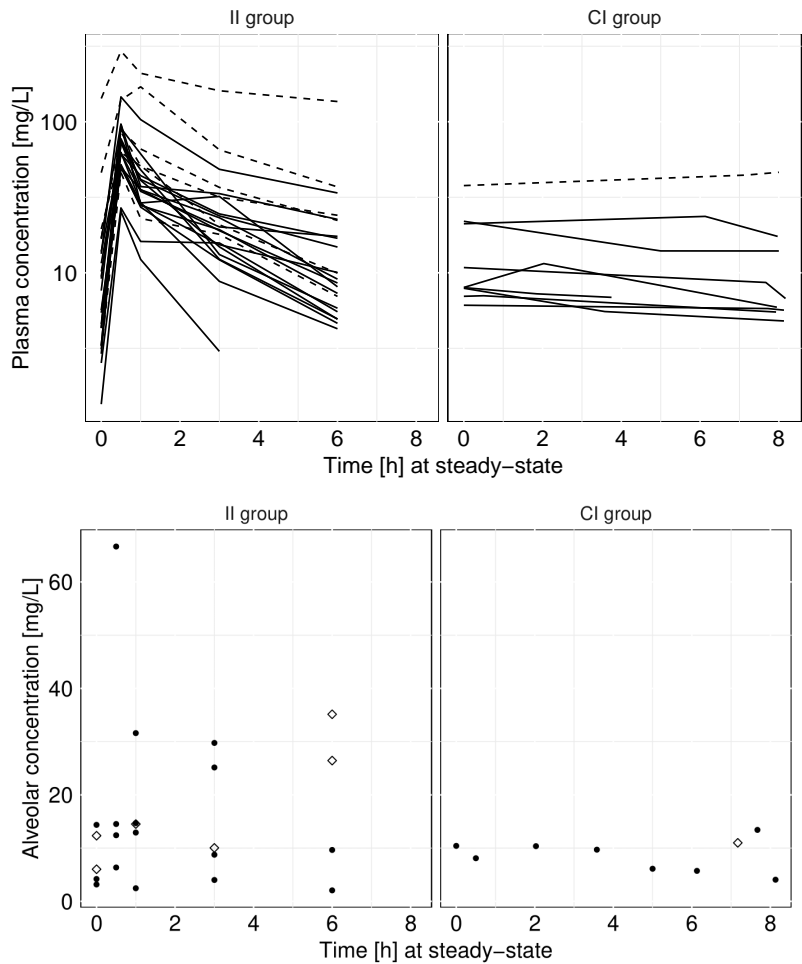 II group CI group
Plasma concentration [mg/L]
100
10
0 2 4 6 8 0 2 4 6 8
Time [h] at steady−state
II group CI group
Alveolar concentration [mg/L]
60
40
20
0
0 2 4 6 8 0 2 4 6 8
Time [h] at steady−state